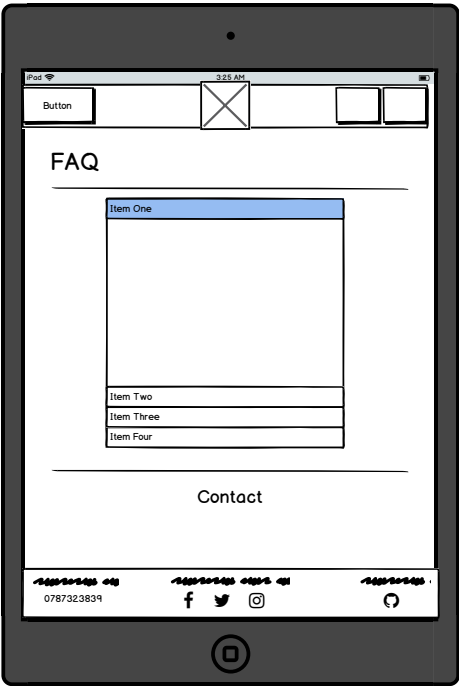 iPad 3:25 AM
Button
FAQ
Item One
Item Two
Item Three
Item Four
Contact
0787323839